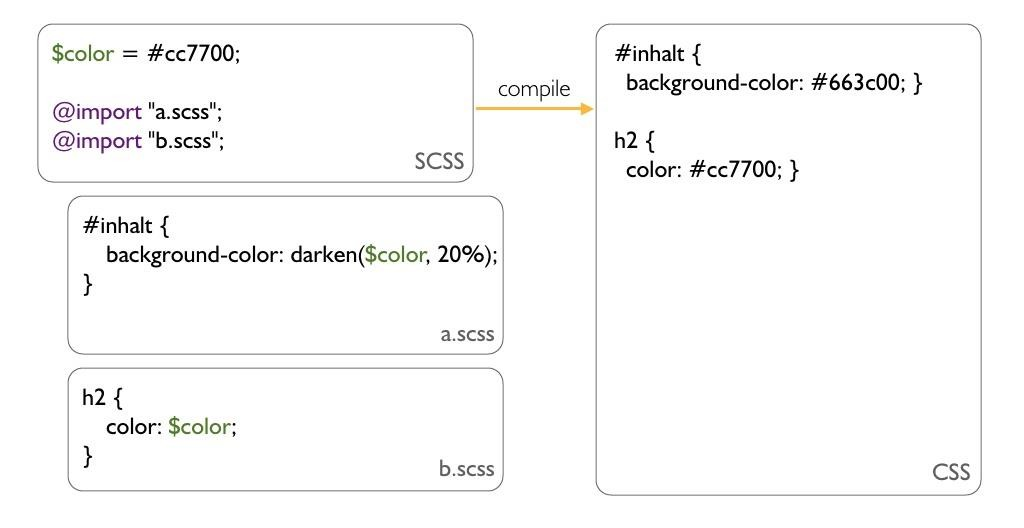 $color = #cc7700;
@import "a.scss";
@import "b.scss";
SCSS
compile
#inhalt {
background-color: darken($color, 20%);
}
a.scss
h2 {
color: $color;
}
b.scss
#inhalt {
background-color: #663c00; }
h2 {
color: #cc7700; }
CSS